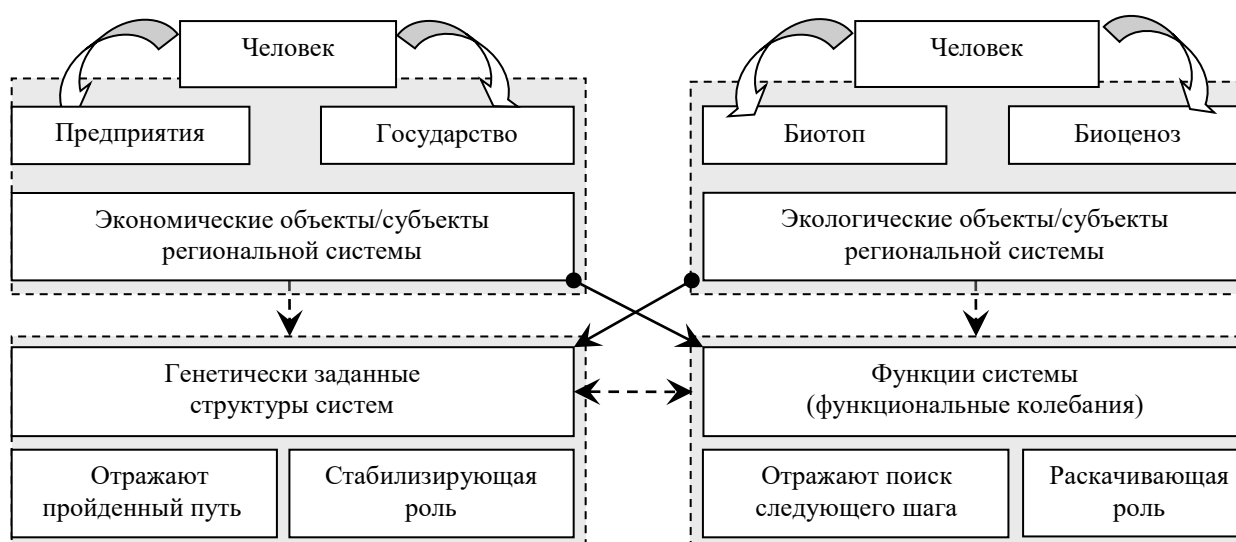 Человек
Человек
Предприятия
Государство
Биотоп
Биоценоз
Экономические объекты/субъекты
региональной системы
Экологические объекты/субъекты
региональной системы
Генетически заданные
структуры систем
Функции системы
(функциональные колебания)
Отражают
пройденный путь
Стабилизирующая
роль
Отражают поиск
следующего шага
Раскачивающая
роль